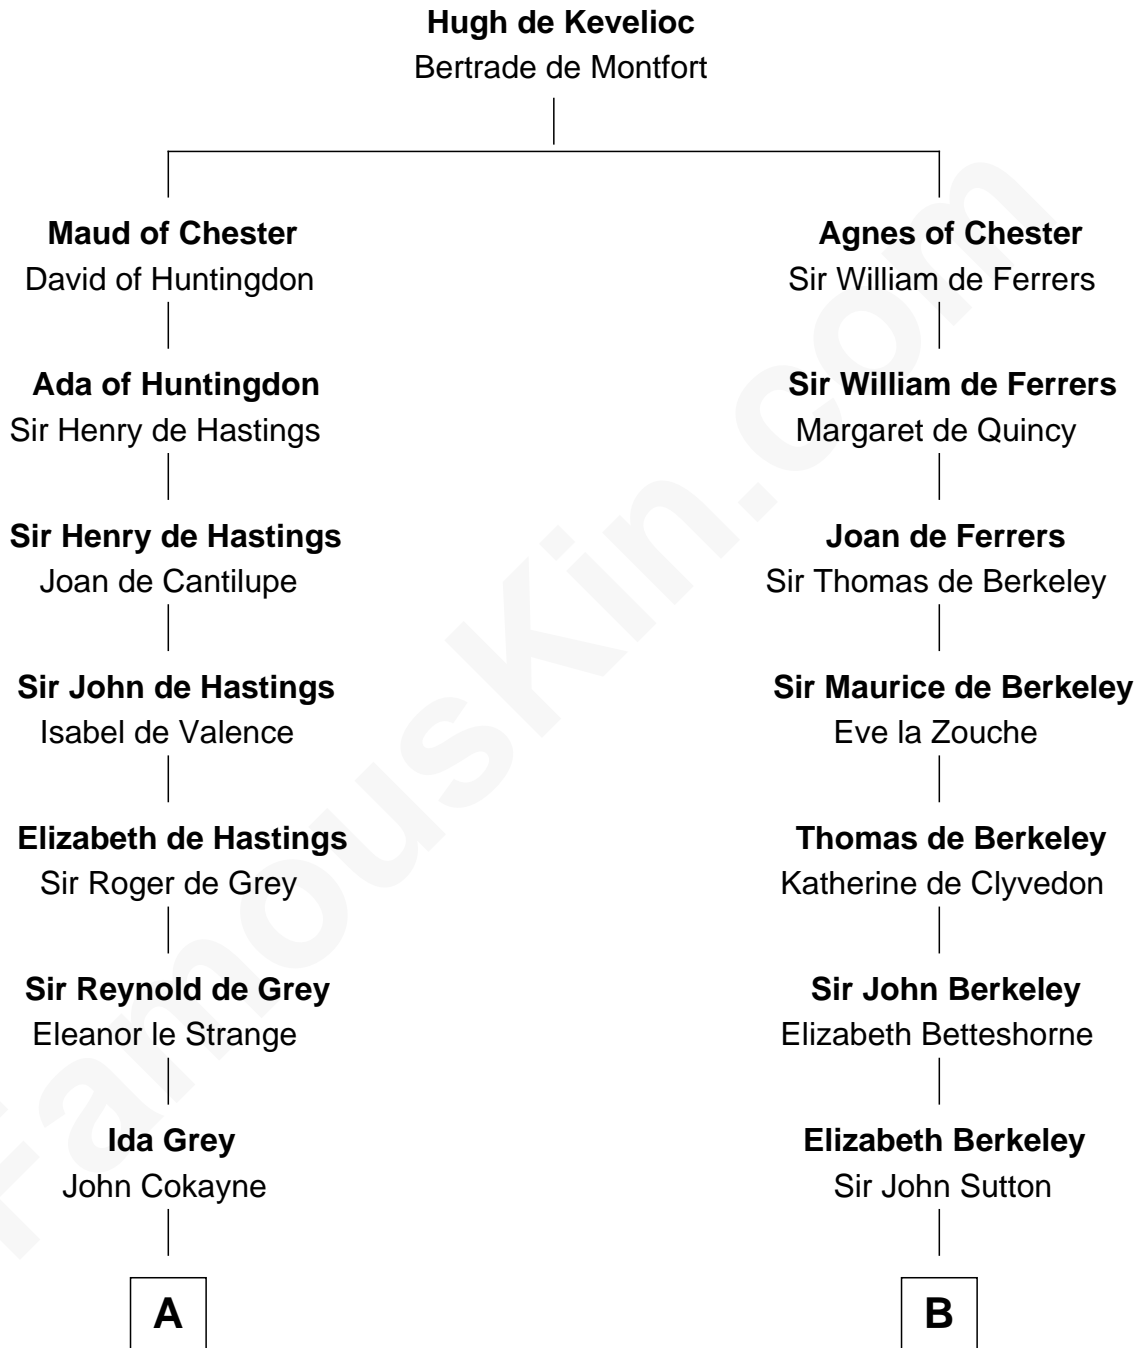 Hugh de Kevelioc
Bertrade de Montfort
Maud of Chester
David of Huntingdon
Agnes of Chester
Sir William de Ferrers
Ada of Huntingdon
Sir Henry de Hastings
Sir William de Ferrers
Margaret de Quincy
Sir Henry de Hastings
Joan de Cantilupe
Joan de Ferrers
Sir Thomas de Berkeley
Sir John de Hastings
Isabel de Valence
Sir Maurice de Berkeley
Eve la Zouche
Elizabeth de Hastings
Sir Roger de Grey
Thomas de Berkeley
Katherine de Clyvedon
Sir Reynold de Grey
Eleanor le Strange
Sir John Berkeley
Elizabeth Betteshorne
Ida Grey
John Cokayne
Elizabeth Berkeley
Sir John Sutton
A
B
FamousKin.com